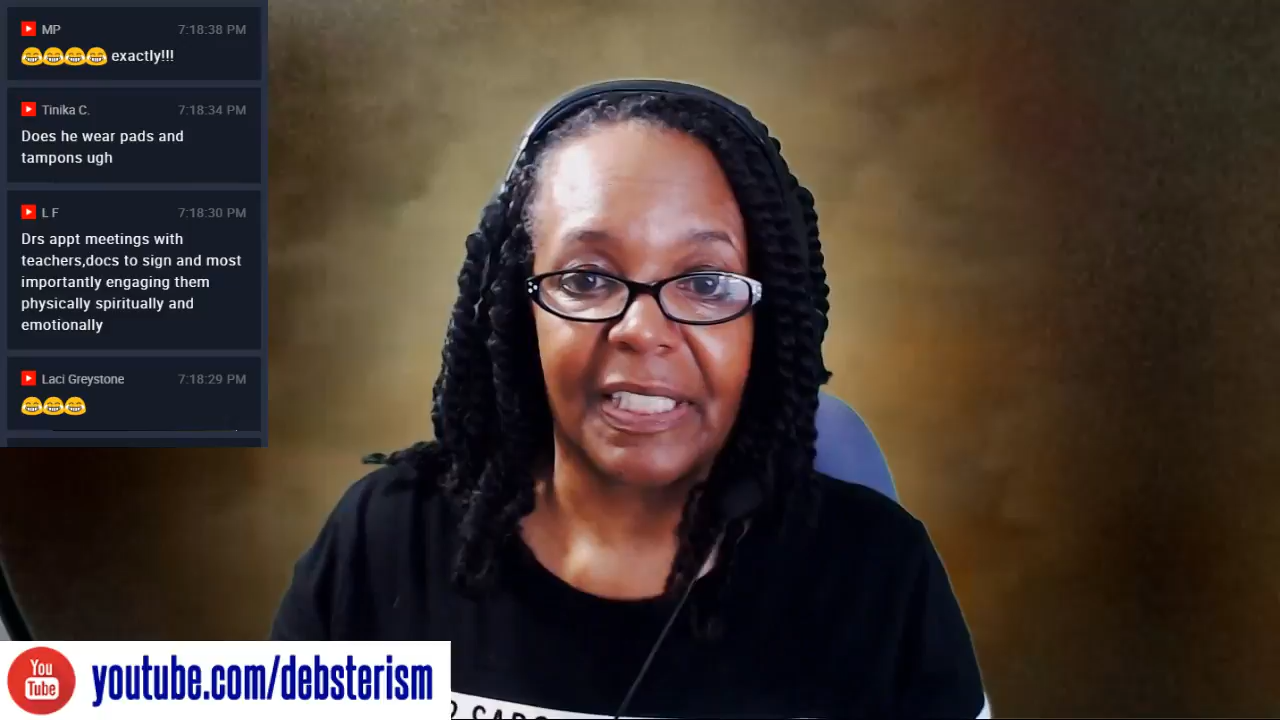 MP 7:18:38 PM
😂😂😂😂 exactly!!!
Tinika C. 7:18:34 PM
Does he wear pads and
tampons ugh
L F 7:18:30 PM
Drs appt meetings with
teachers,docs to sign and most
importantly engaging them
physically spiritually and
emotionally
Laci Greystone 7:18:29 PM
😂😂😂
You
Tube
youtube.com/debsterism